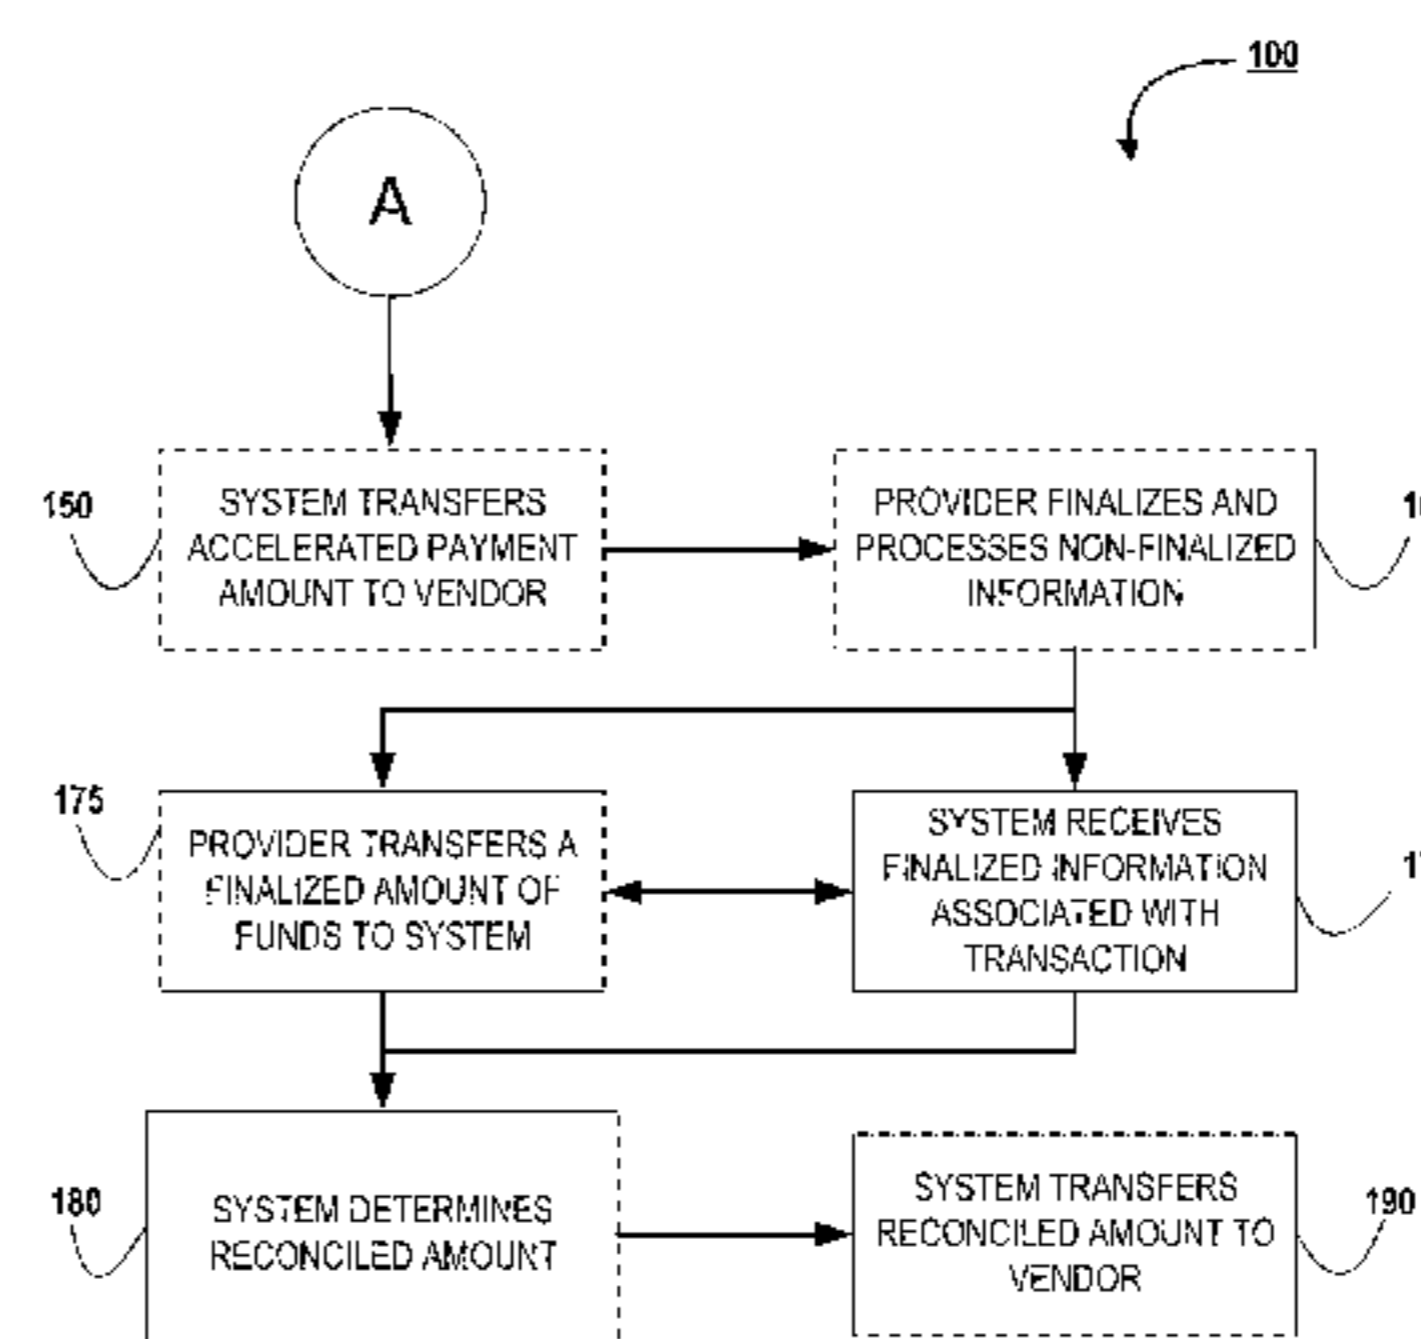 100
A
150
SYSTEM TRANSFERS
ACCELERATED PAYMENT
AMOUNT TO VENDOR
PROVIDER FINALIZES AND
PROCESSES NON-FINALIZED
INFORMATION
175
PROVIDER TRANSFERS A
FINALIZED AMOUNT OF
FUNDS TO SYSTEM
SYSTEM RECEIVES
FINALIZED INFORMATION
ASSOCIATED WITH
TRANSACTION
180
SYSTEM DETERMINES
RECONCILED AMOUNT
SYSTEM TRANSFERS
RECONCILED AMOUNT TO
VENDOR
190